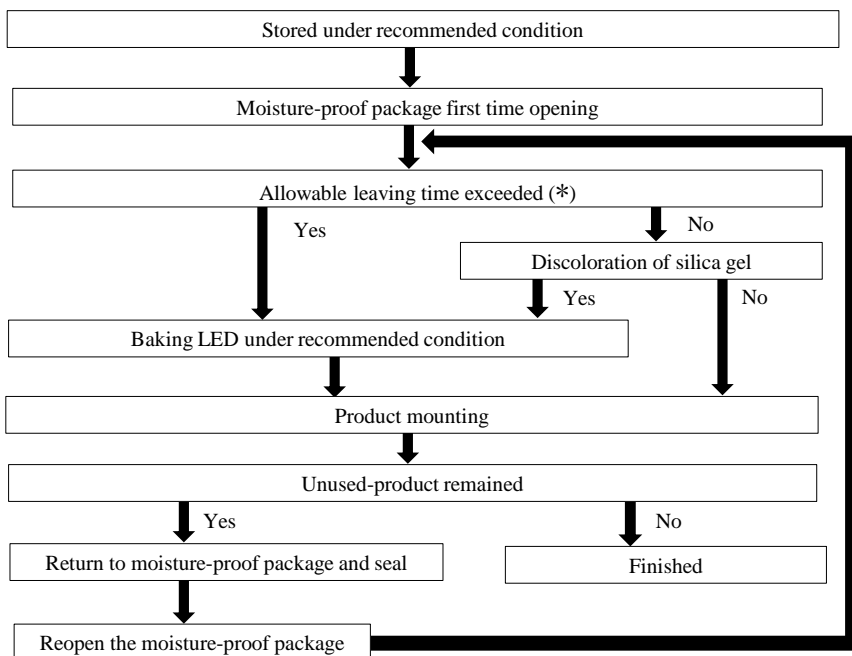 Stored under recommended condition
Moisture-proof package first time opening
Allowable leaving time exceeded (*)
Yes
No
Discoloration of silica gel
Yes
No
Baking LED under recommended condition
Product mounting
Unused-product remained
Yes
No
Return to moisture-proof package and seal
Finished
Reopen the moisture-proof package